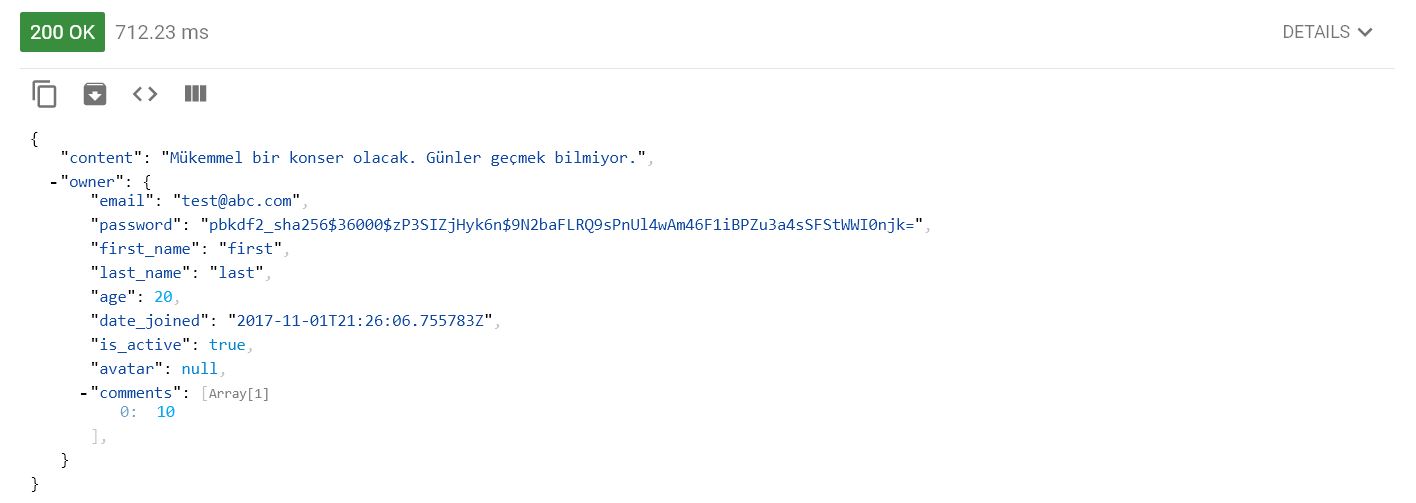 200 OK 712.23 ms DETAILS
{
"content": "Mükemmel bir konser olacak. Günler geçmek bilmiyor.",
-"owner": {
"email": "test@abc.com",
"password": "pbkdf2_sha256$36000$zP3SIZjHyk6n$9N2baFLRQ9sPnUl4wAm46F1iBPZu3a4sSFStWWI0njk=",
"first_name": "first",
"last_name": "last",
"age": 20,
"date_joined": "2017-11-01T21:26:06.755783Z",
"is_active": true,
"avatar": null,
-"comments": [Array[1]
0: 10
],
}
}